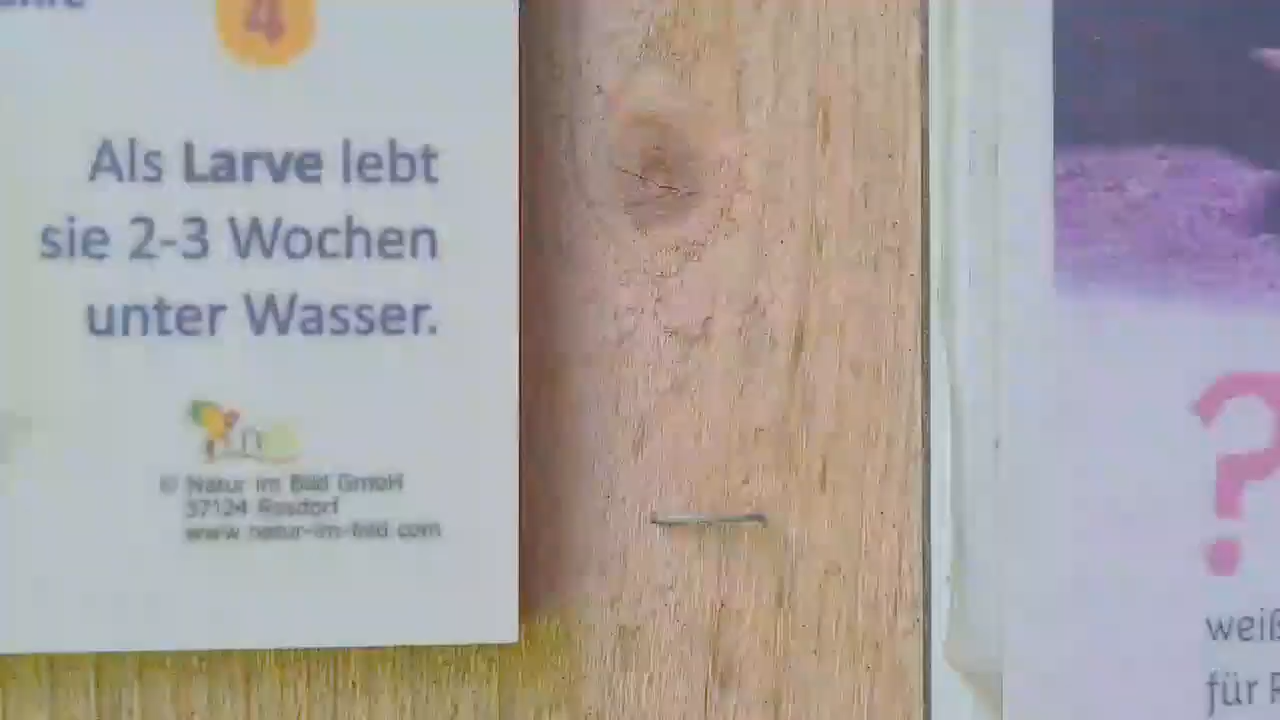 4
Als Larve lebt
sie 2-3 Wochen
unter Wasser.
© Natur im Bild GmbH
37124 Rosdorf
www.natur-im-bild.com
?
weiß
für